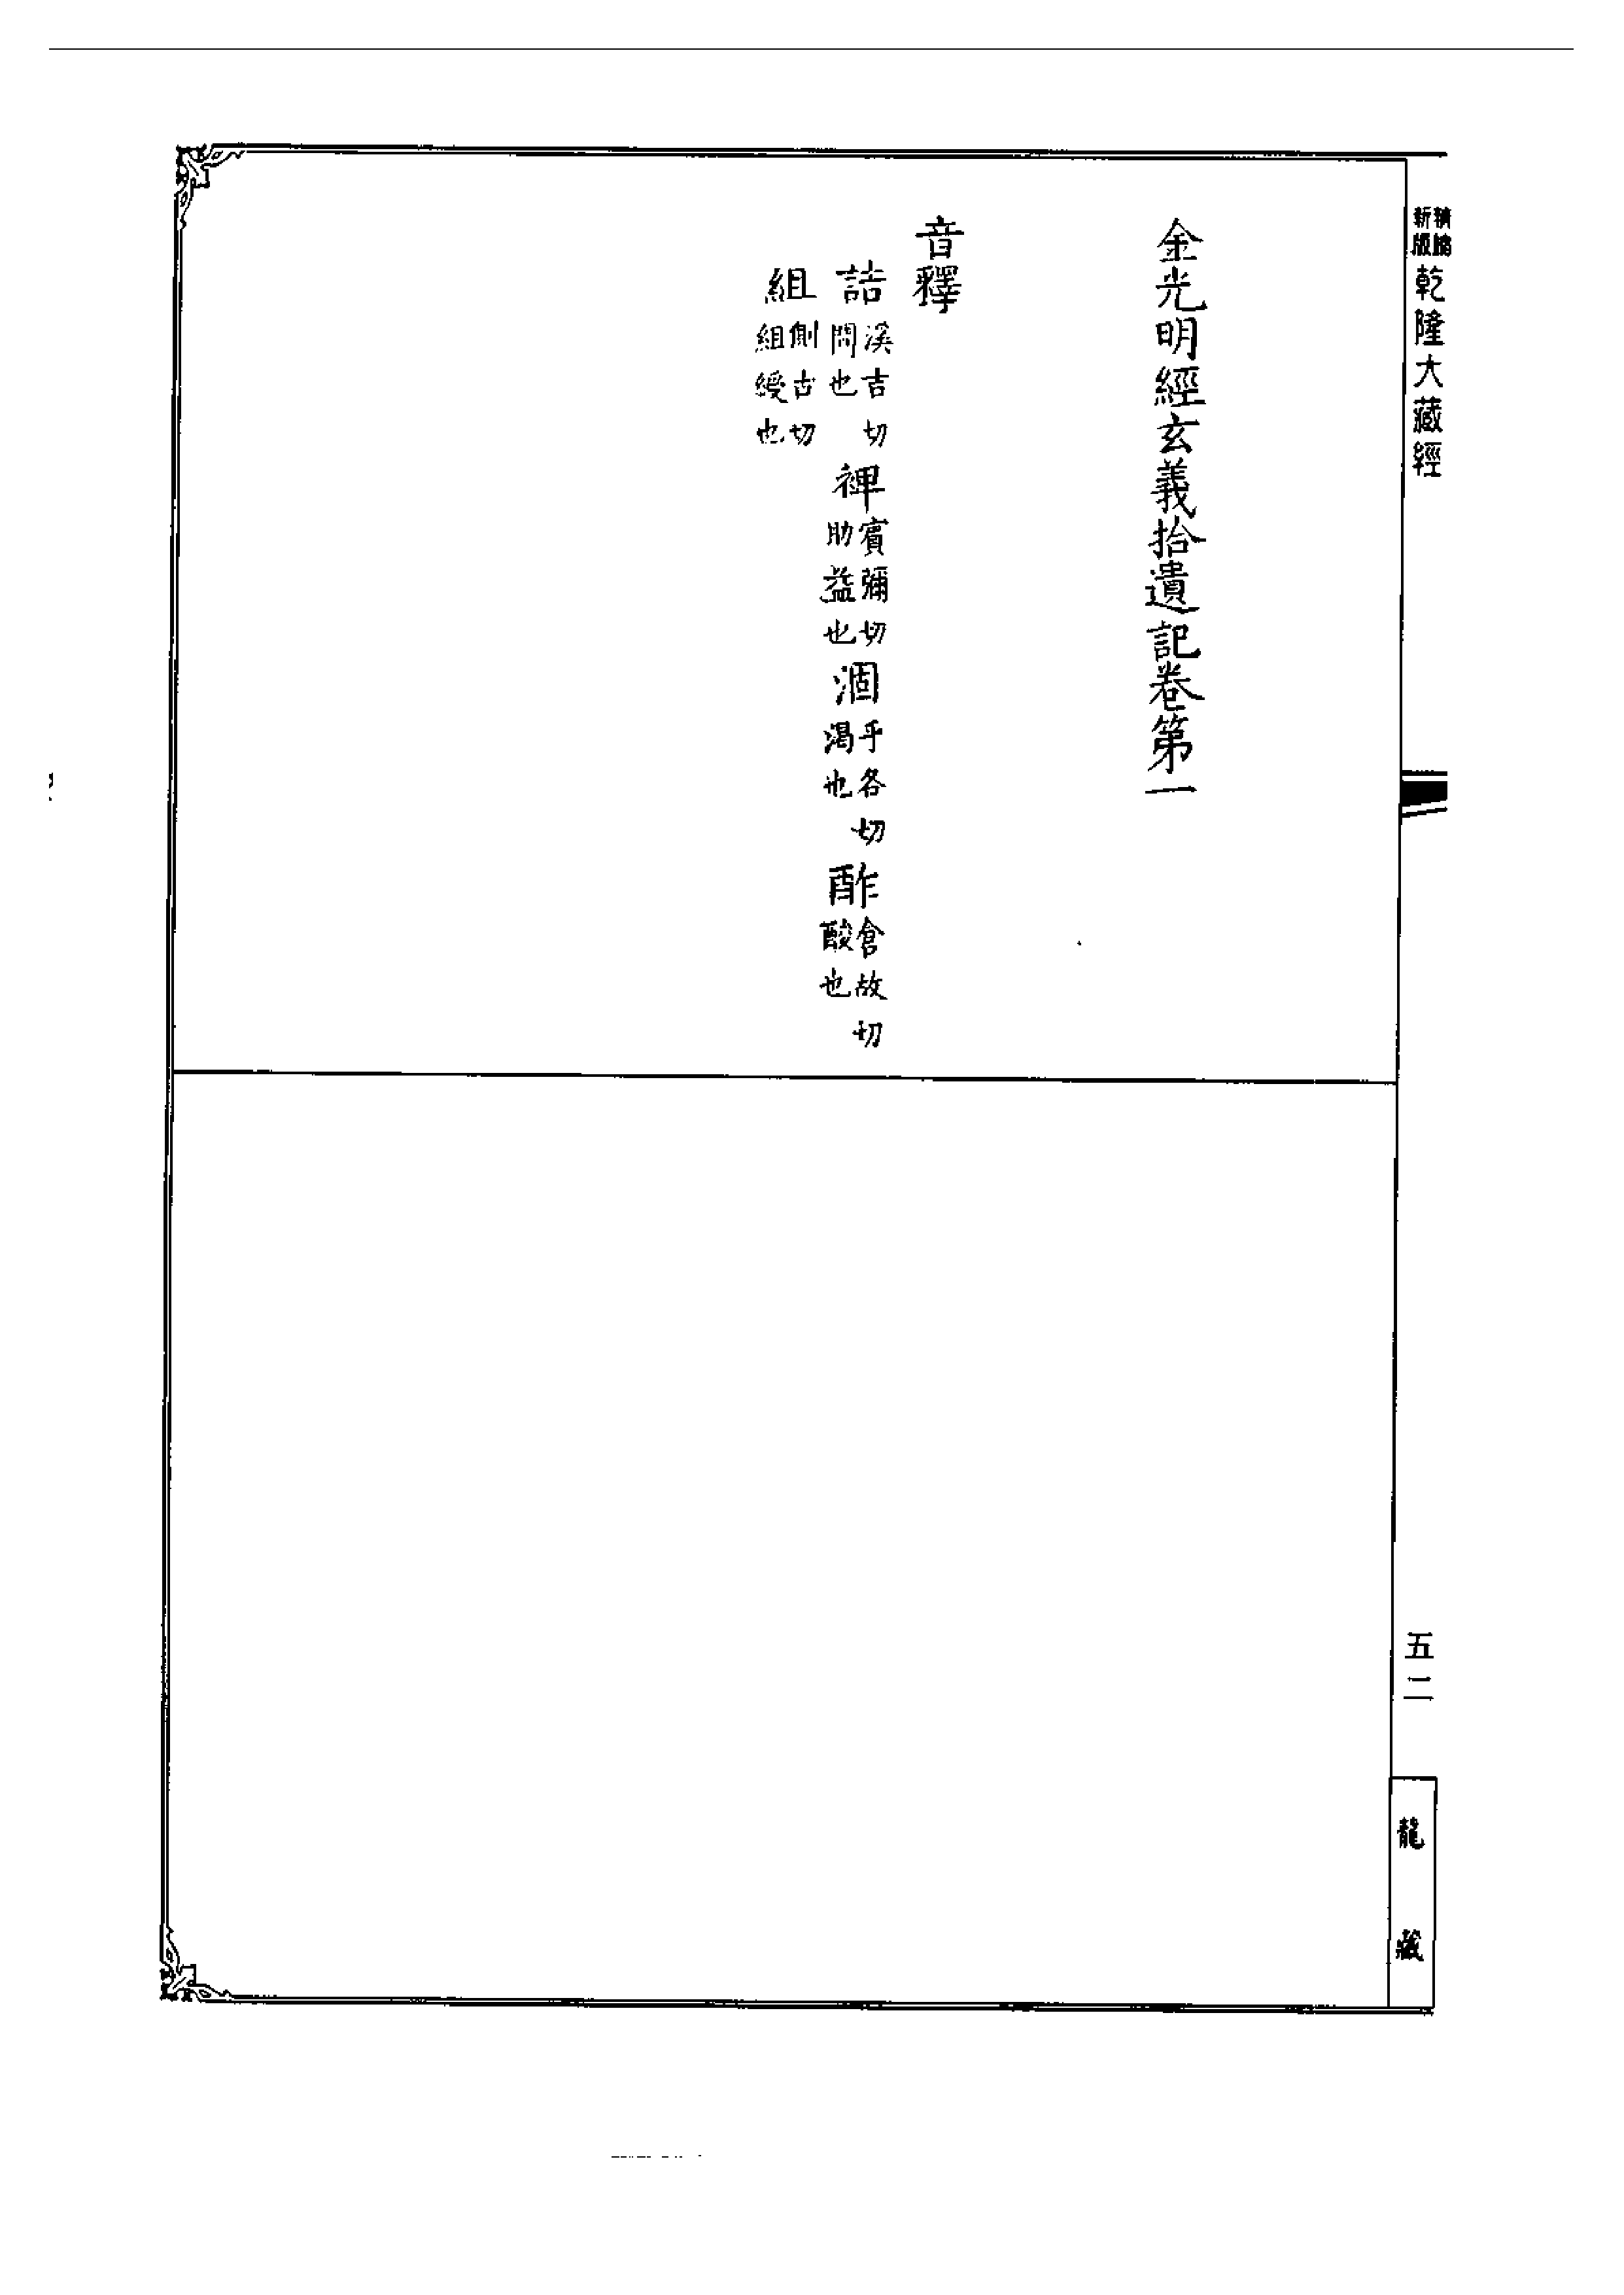 精編新版乾隆大藏經
金光明經玄義拾遺記卷第一
音釋
詰溪吉切問也 裨賓彌切助益也 涸乎各切渴也 酢倉故切酸也
組側古切組綬也
五二
龍藏